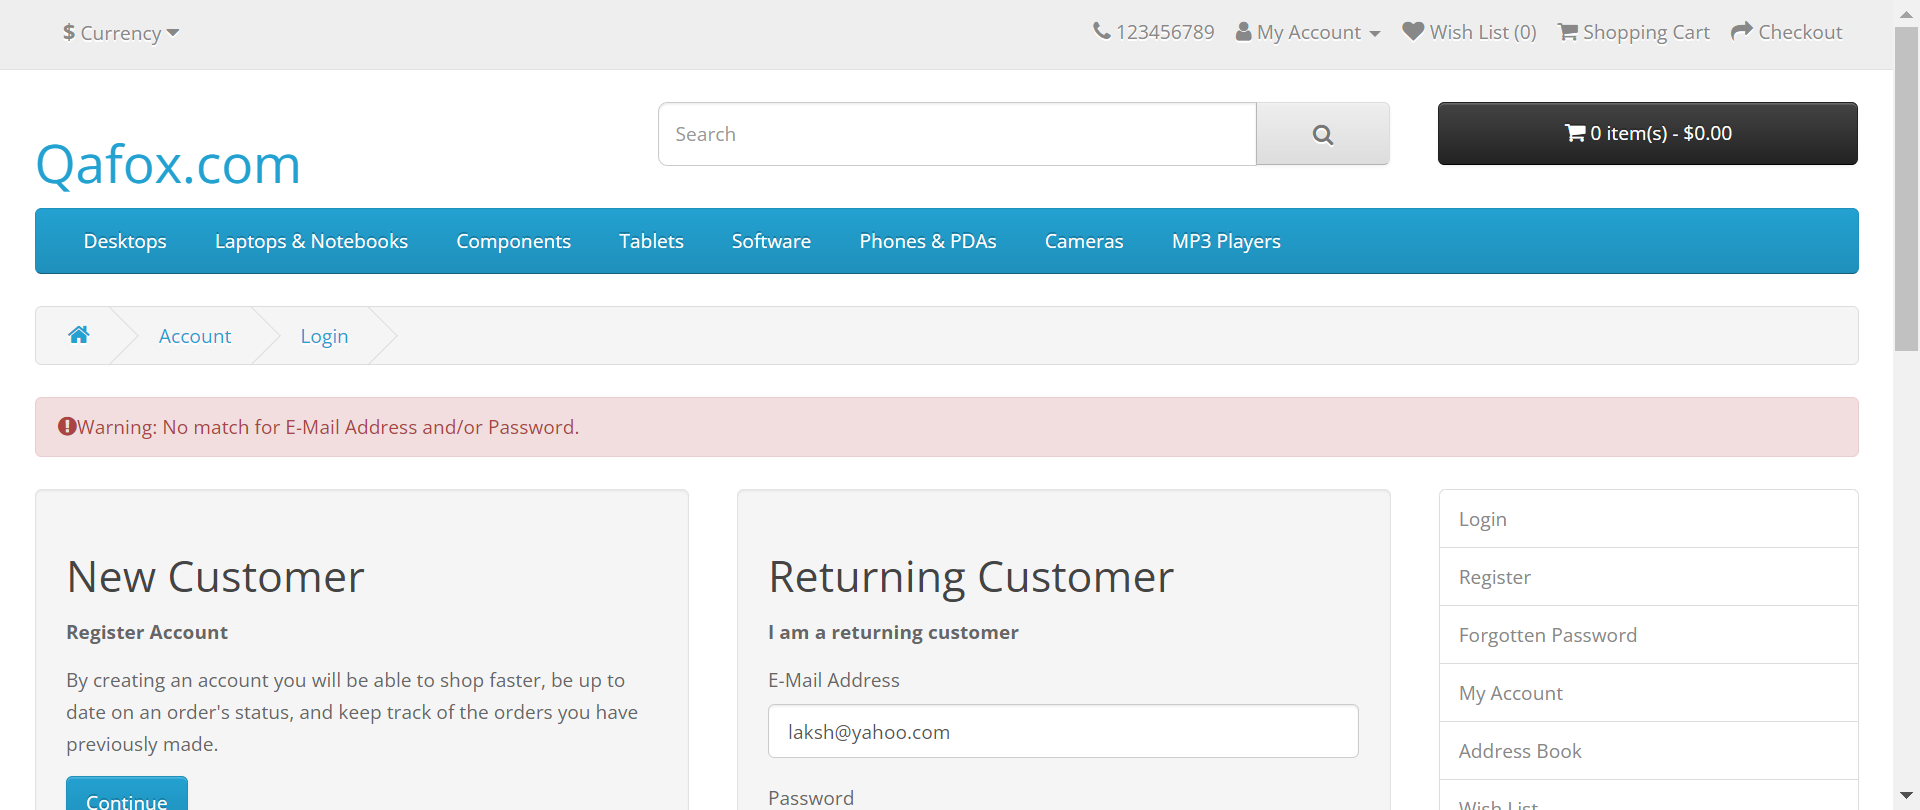 $ Currency
123456789 My Account Wish List (0) Shopping Cart Checkout
Qafox.com
Search
0 item(s) - $0.00
Desktops Laptops & Notebooks Components Tablets Software Phones & PDAs Cameras MP3 Players
Account Login
Warning: No match for E-Mail Address and/or Password.
New Customer
Register Account
By creating an account you will be able to shop faster, be up to
date on an order's status, and keep track of the orders you have
previously made.
Continue
Returning Customer
I am a returning customer
E-Mail Address
laksh@yahoo.com
Password
Login
Register
Forgotten Password
My Account
Address Book
Wish List